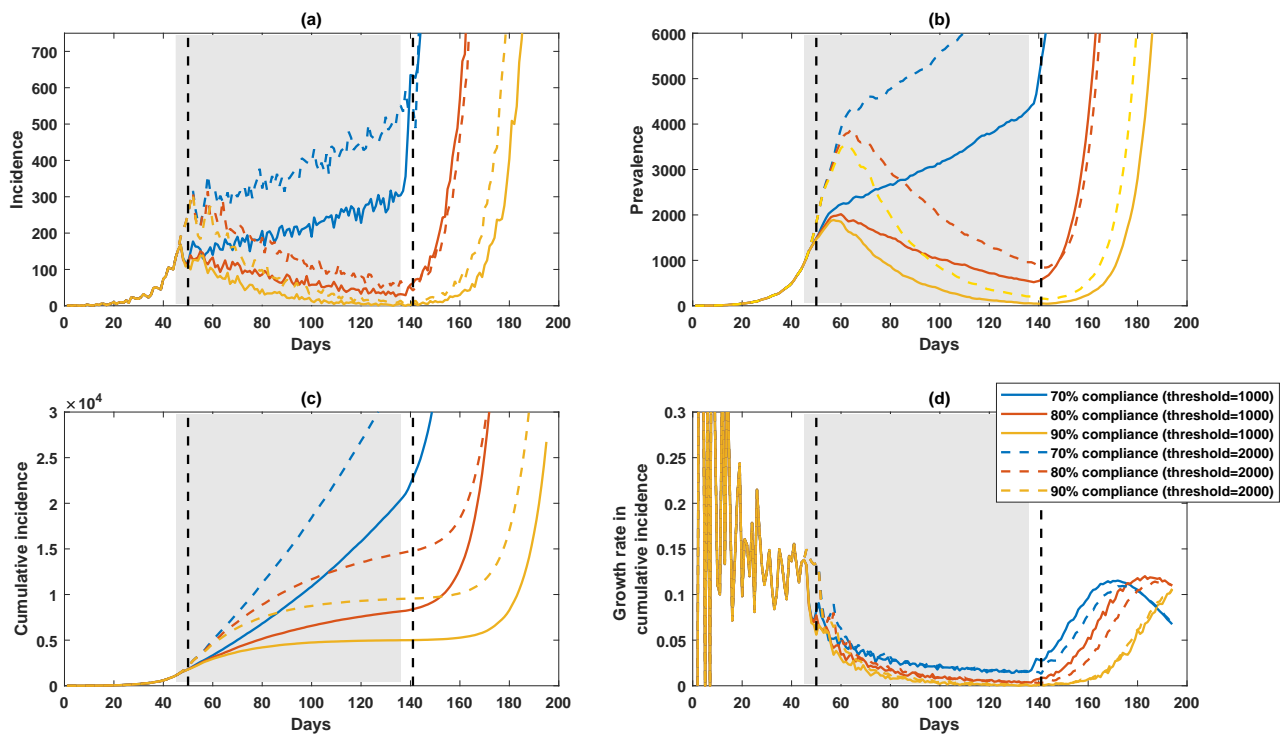 (a)
750
700
600
500
400
300
200
100
0
Incidence
0 20 40 60 80 100 120 140 160 180 200
Days
(b)
6000
5000
4000
3000
2000
1000
0
Prevalence
0 20 40 60 80 100 120 140 160 180 200
Days
(c)
×10⁴
3
2.5
2
1.5
1
0.5
0
Cumulative incidence
0 20 40 60 80 100 120 140 160 180 200
Days
(d)
0.3
0.25
0.2
0.15
0.1
0.05
0
Growth rate in
cumulative incidence
0 20 40 60 80 100 120 140 160 180 200
Days
70% compliance (threshold=1000)
80% compliance (threshold=1000)
90% compliance (threshold=1000)
70% compliance (threshold=2000)
80% compliance (threshold=2000)
90% compliance (threshold=2000)